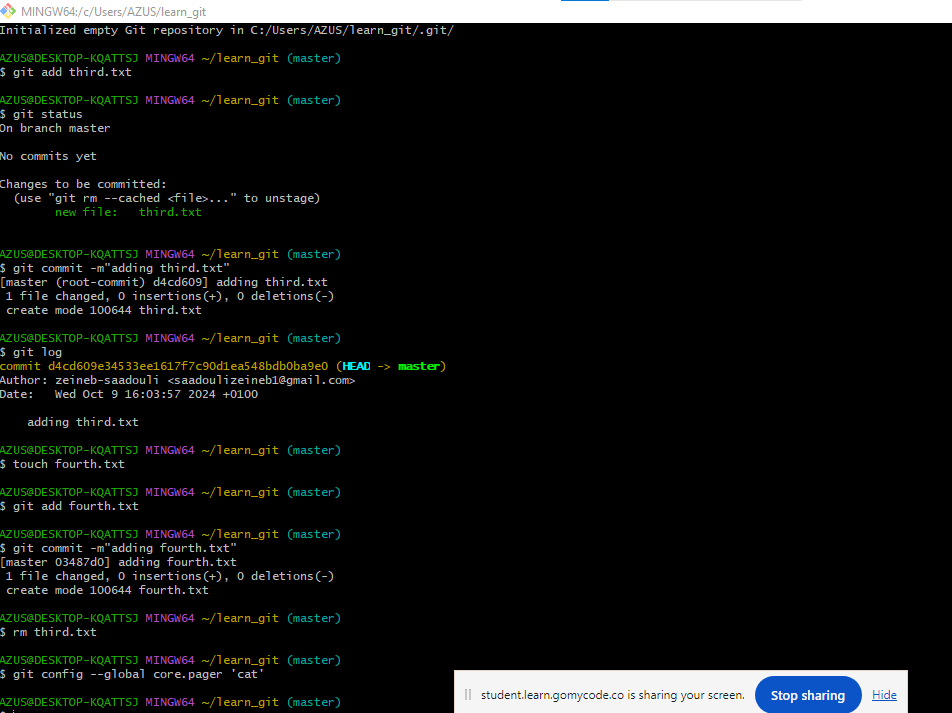 MINGW64:/c/Users/AZUS/learn_git
Initialized empty Git repository in C:/Users/AZUS/learn_git/.git/
AZUS@DESKTOP-KQATTSJ MINGW64 ~/learn_git (master)
$ git add third.txt
AZUS@DESKTOP-KQATTSJ MINGW64 ~/learn_git (master)
$ git status
On branch master
No commits yet
Changes to be committed:
  (use "git rm --cached <file>..." to unstage)
        new file:   third.txt
AZUS@DESKTOP-KQATTSJ MINGW64 ~/learn_git (master)
$ git commit -m"adding third.txt"
[master (root-commit) d4cd609] adding third.txt
 1 file changed, 0 insertions(+), 0 deletions(-)
 create mode 100644 third.txt
AZUS@DESKTOP-KQATTSJ MINGW64 ~/learn_git (master)
$ git log
commit d4cd609e34533ee1617f7c90d1ea548bdb0ba9e0 (HEAD -> master)
Author: zeineb-saadouli <saadoulizeineb1@gmail.com>
Date:   Wed Oct 9 16:03:57 2024 +0100
    adding third.txt
AZUS@DESKTOP-KQATTSJ MINGW64 ~/learn_git (master)
$ touch fourth.txt
AZUS@DESKTOP-KQATTSJ MINGW64 ~/learn_git (master)
$ git add fourth.txt
AZUS@DESKTOP-KQATTSJ MINGW64 ~/learn_git (master)
$ git commit -m"adding fourth.txt"
[master 03487d0] adding fourth.txt
 1 file changed, 0 insertions(+), 0 deletions(-)
 create mode 100644 fourth.txt
AZUS@DESKTOP-KQATTSJ MINGW64 ~/learn_git (master)
$ rm third.txt
AZUS@DESKTOP-KQATTSJ MINGW64 ~/learn_git (master)
$ git config --global core.pager 'cat'
student.learn.gomycode.co is sharing your screen. Stop sharing Hide
AZUS@DESKTOP-KQATTSJ MINGW64 ~/learn_git (master)